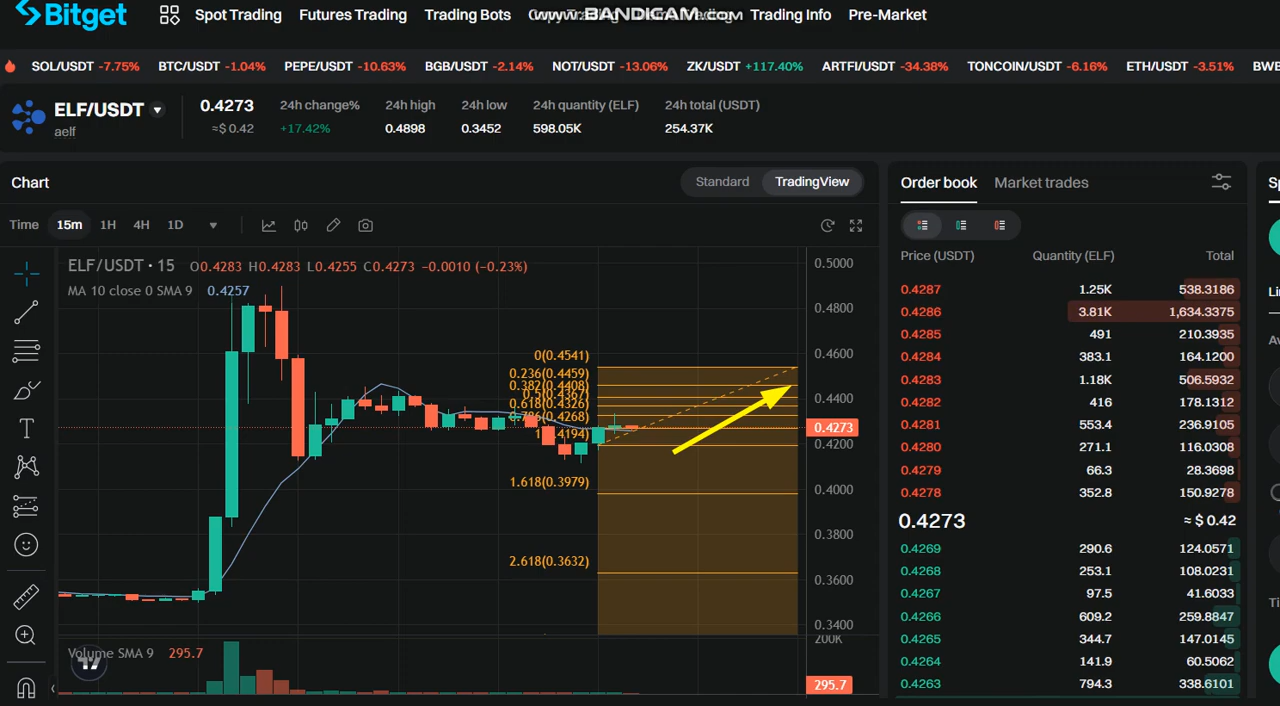 Bitget Spot Trading Futures Trading Trading Bots www.BANDICAM.com Trading Info Pre-Market
SOL/USDT -7.75% BTC/USDT -1.04% PEPE/USDT -10.63% BGB/USDT -2.14% NOT/USDT -13.06% ZK/USDT +117.40% ARTFI/USDT -34.38% TONCOIN/USDT -6.16% ETH/USDT -3.51% BWB
ELF/USDT 0.4273 24h change% 24h high 24h low 24h quantity (ELF) 24h total (USDT)
aelf ≈$ 0.42 +17.42% 0.4898 0.3452 598.05K 254.37K
Chart Standard TradingView
Time 15m 1H 4H 1D
ELF/USDT · 15 O0.4283 H0.4283 L0.4255 C0.4273 -0.0010 (-0.23%)
MA 10 close 0 SMA 9 0.4257
0(0.4541)
0.236(0.4459)
0.382(0.4408)
0.618(0.4326)
0.786(0.4268)
1(0.4194)
1.618(0.3979)
2.618(0.3632)
0.5000
0.4800
0.4600
0.4400
0.4273
0.4200
0.4000
0.3800
0.3600
0.3400
200K
Volume SMA 9 295.7
295.7
Order book Market trades
Price (USDT) Quantity (ELF) Total
0.4287 1.25K 538.3186
0.4286 3.81K 1,634.3375
0.4285 491 210.3935
0.4284 383.1 164.1200
0.4283 1.18K 506.5932
0.4282 416 178.1312
0.4281 553.4 236.9105
0.4280 271.1 116.0308
0.4279 66.3 28.3698
0.4278 352.8 150.9278
0.4273 ≈ $ 0.42
0.4269 290.6 124.0571
0.4268 253.1 108.0231
0.4267 97.5 41.6033
0.4266 609.2 259.8847
0.4265 344.7 147.0145
0.4264 141.9 60.5062
0.4263 794.3 338.6101